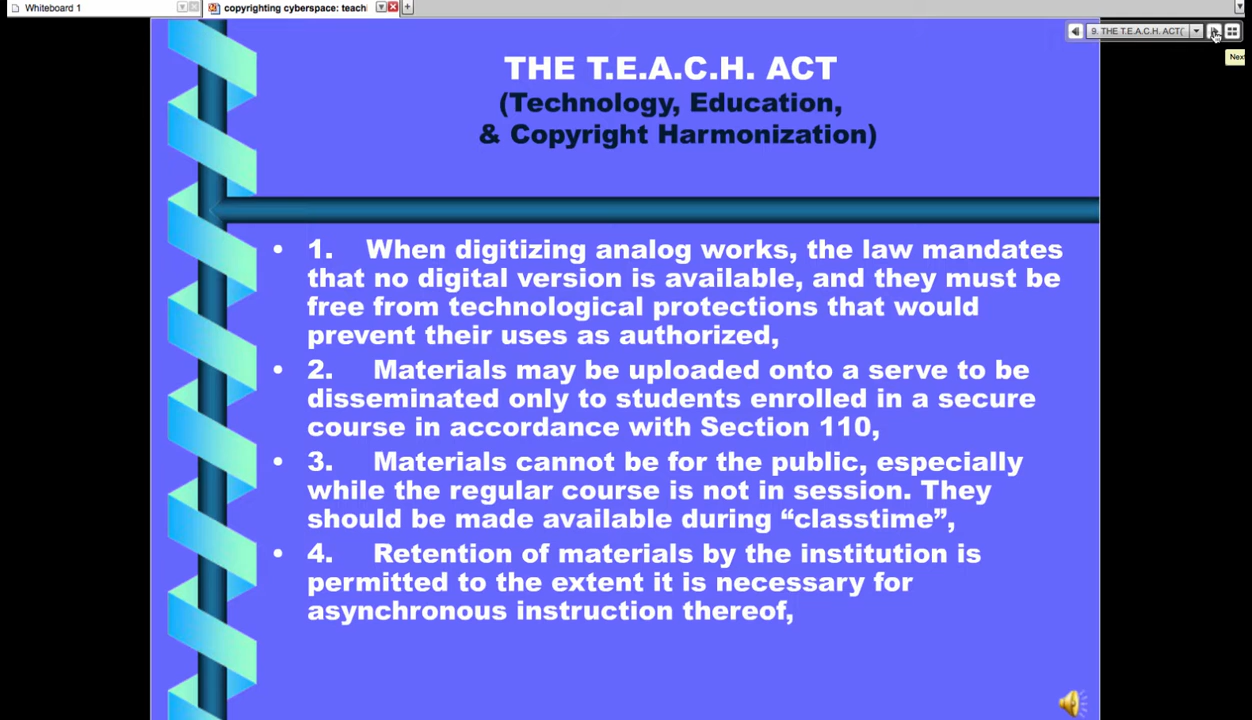 Whiteboard 1
copyrighting cyberspace: teachi
9. THE T.E.A.C.H. ACT(
Next
THE T.E.A.C.H. ACT
(Technology, Education,
& Copyright Harmonization)
• 1. When digitizing analog works, the law mandates
that no digital version is available, and they must be
free from technological protections that would
prevent their uses as authorized,
• 2. Materials may be uploaded onto a serve to be
disseminated only to students enrolled in a secure
course in accordance with Section 110,
• 3. Materials cannot be for the public, especially
while the regular course is not in session. They
should be made available during “classtime”,
• 4. Retention of materials by the institution is
permitted to the extent it is necessary for
asynchronous instruction thereof,